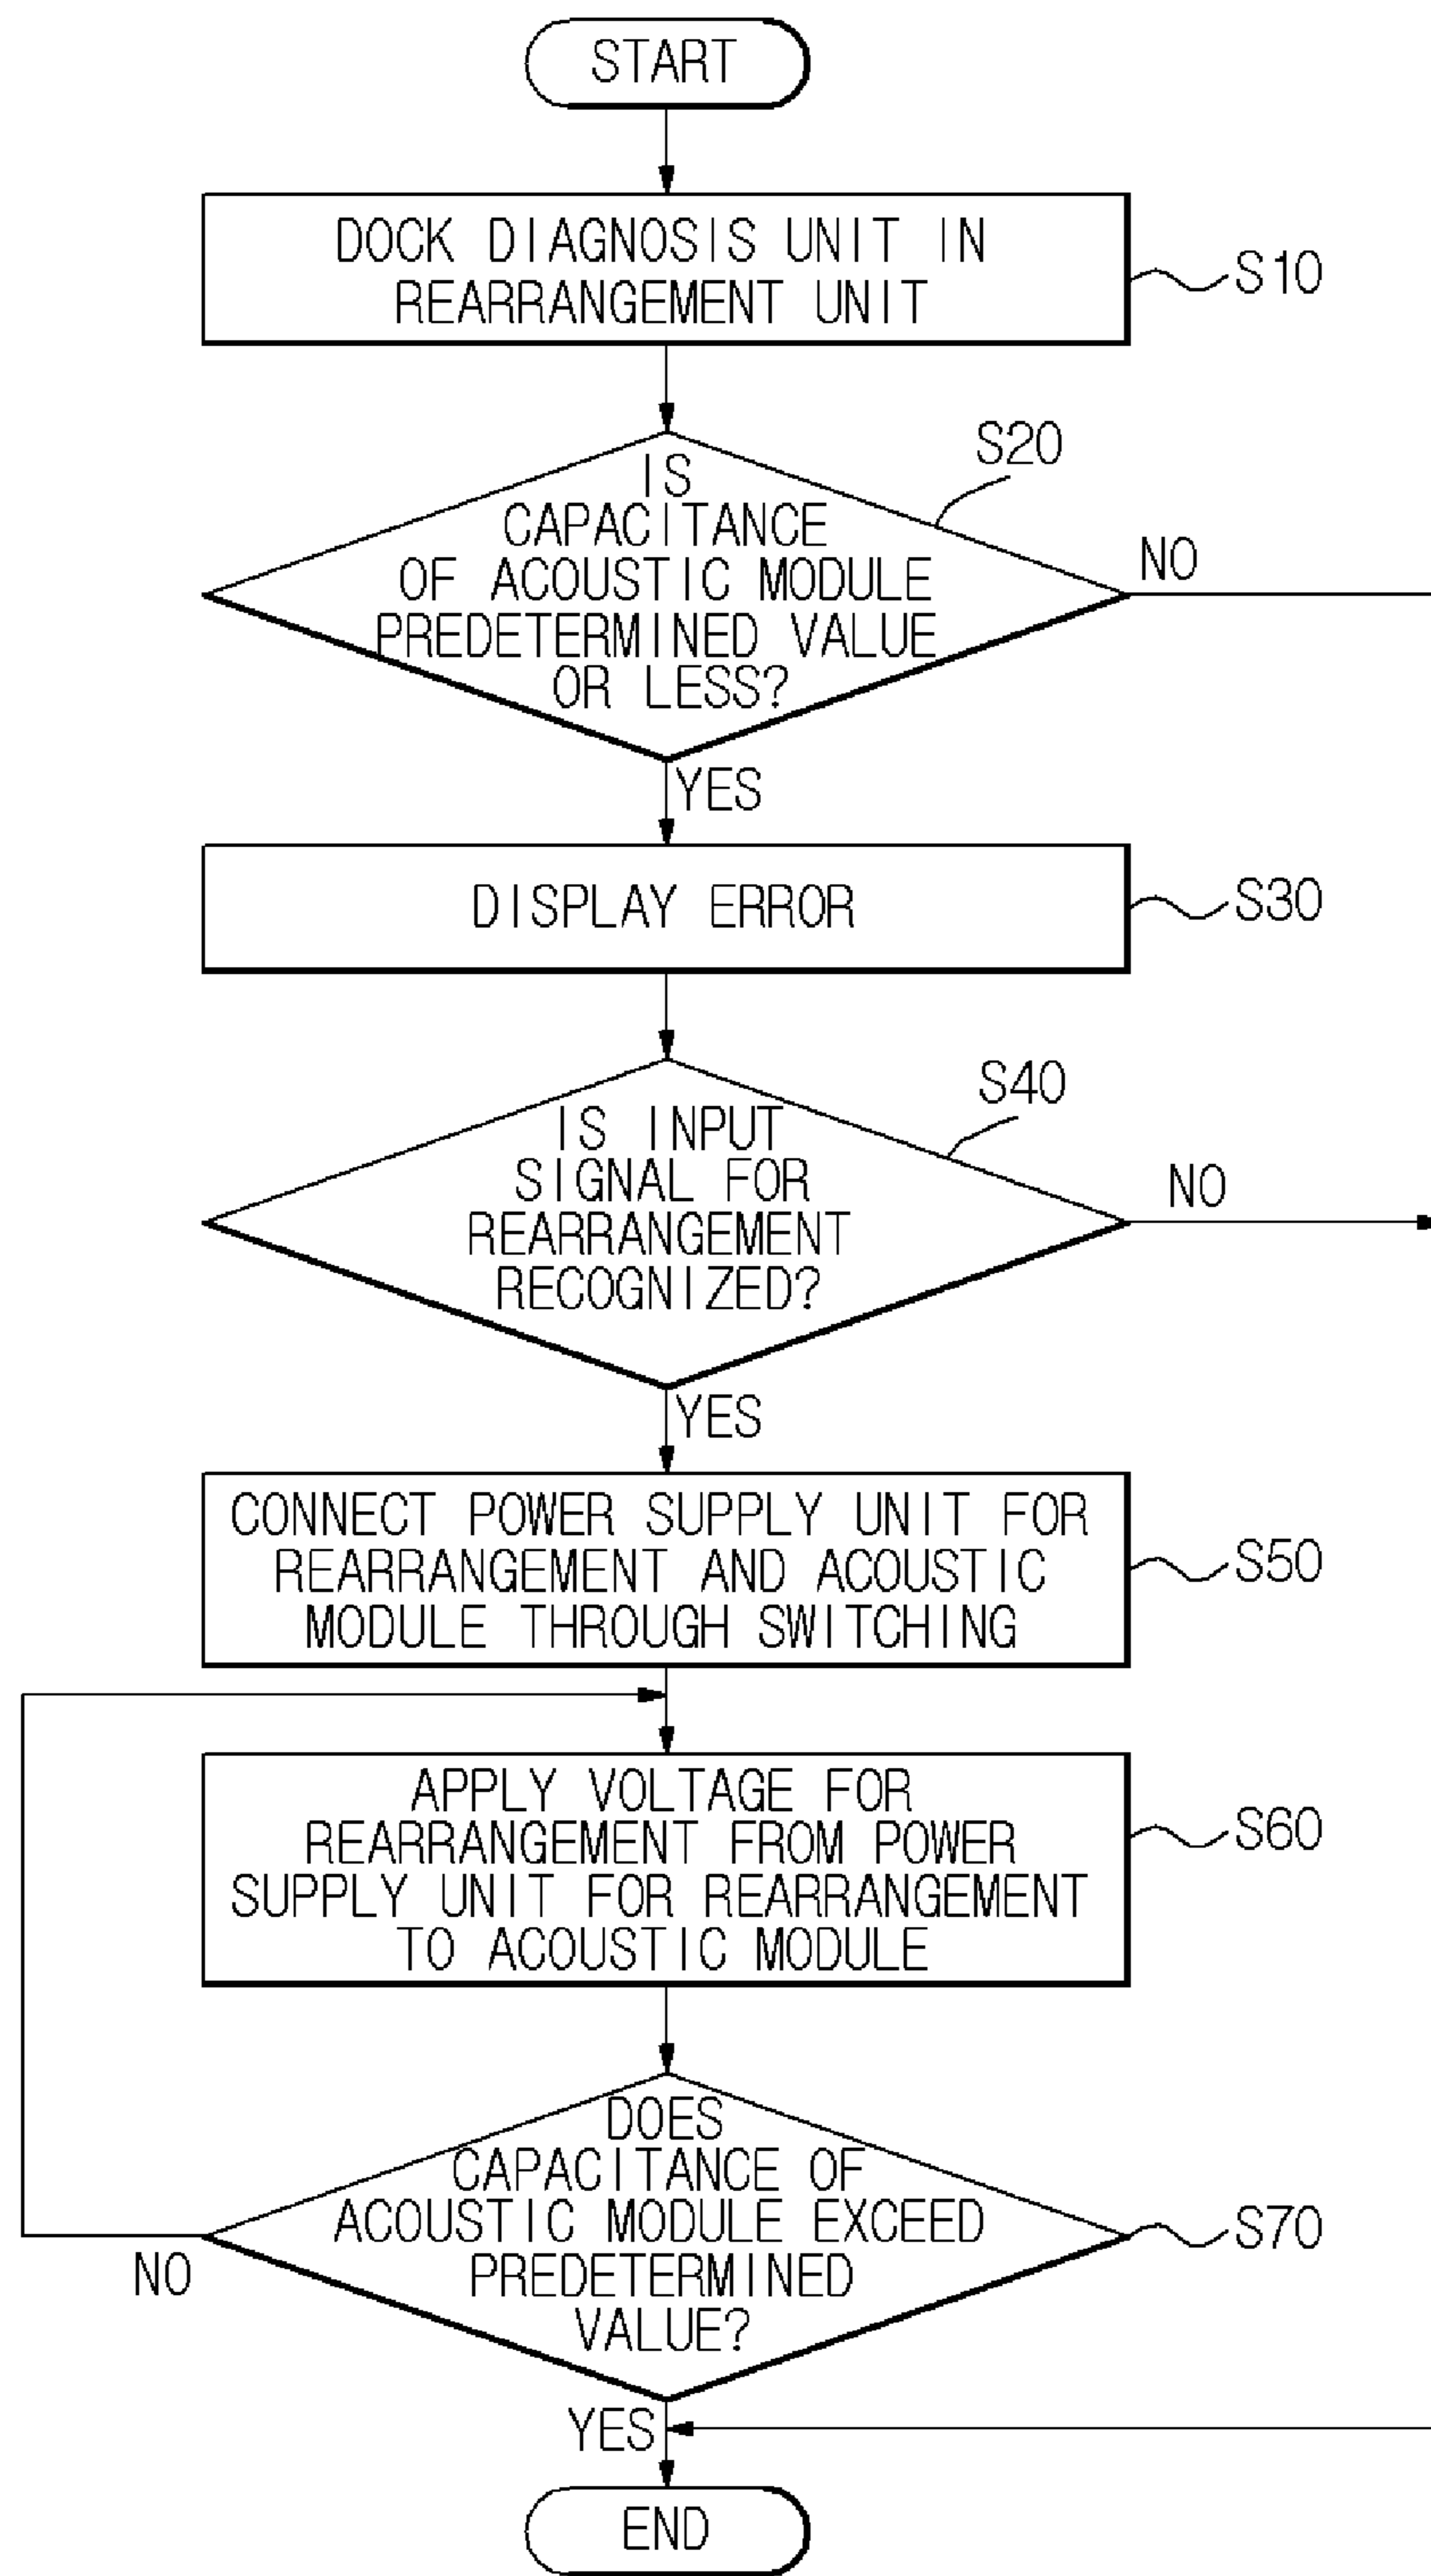 START
DOCK DIAGNOSIS UNIT IN
REARRANGEMENT UNIT
S10
S20
IS
CAPACITANCE
OF ACOUSTIC MODULE
PREDETERMINED VALUE
OR LESS?
NO
YES
DISPLAY ERROR
S30
S40
IS INPUT
SIGNAL FOR
REARRANGEMENT
RECOGNIZED?
NO
YES
CONNECT POWER SUPPLY UNIT FOR
REARRANGEMENT AND ACOUSTIC
MODULE THROUGH SWITCHING
S50
APPLY VOLTAGE FOR
REARRANGEMENT FROM POWER
SUPPLY UNIT FOR REARRANGEMENT
TO ACOUSTIC MODULE
S60
DOES
CAPACITANCE OF
ACOUSTIC MODULE EXCEED
PREDETERMINED
VALUE?
S70
NO
YES
END